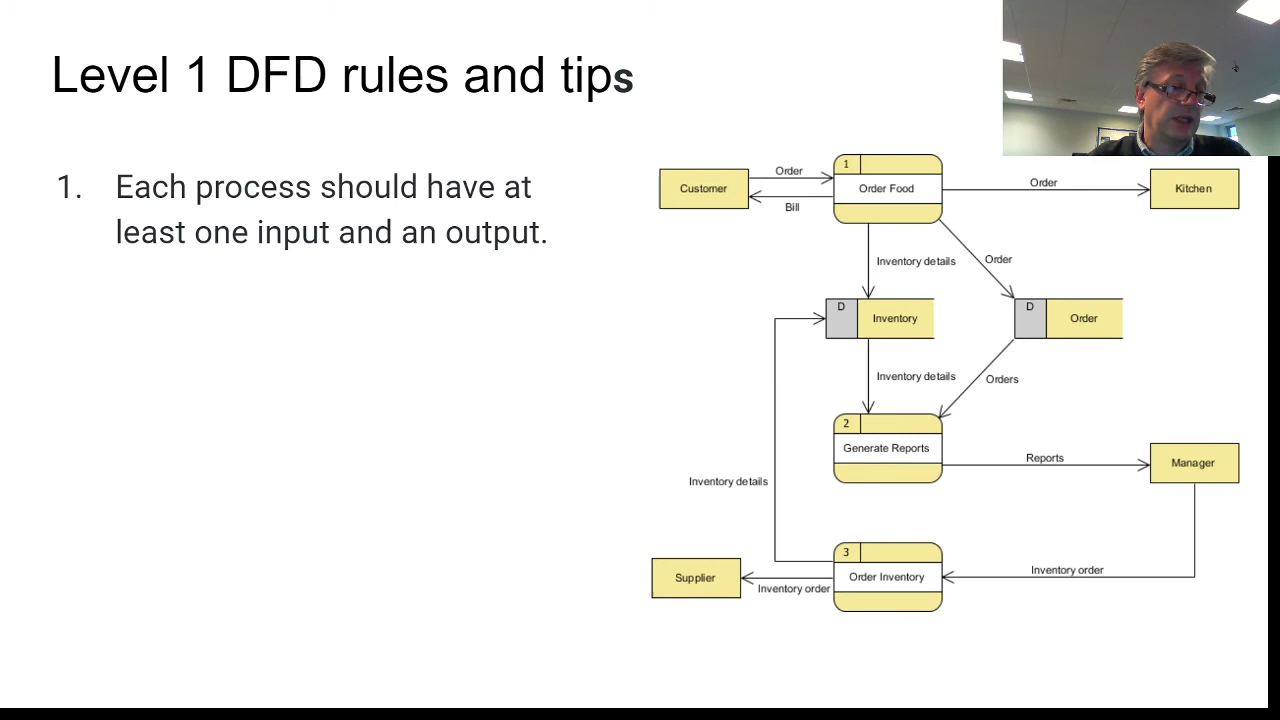 Level 1 DFD rules and tips
1. Each process should have at
least one input and an output.
Customer
Order
Bill
1
Order Food
Order
Kitchen
Inventory details
Order
D
Inventory
D
Order
Inventory details
Orders
2
Generate Reports
Reports
Manager
Inventory details
3
Order Inventory
Supplier
Inventory order
Inventory order